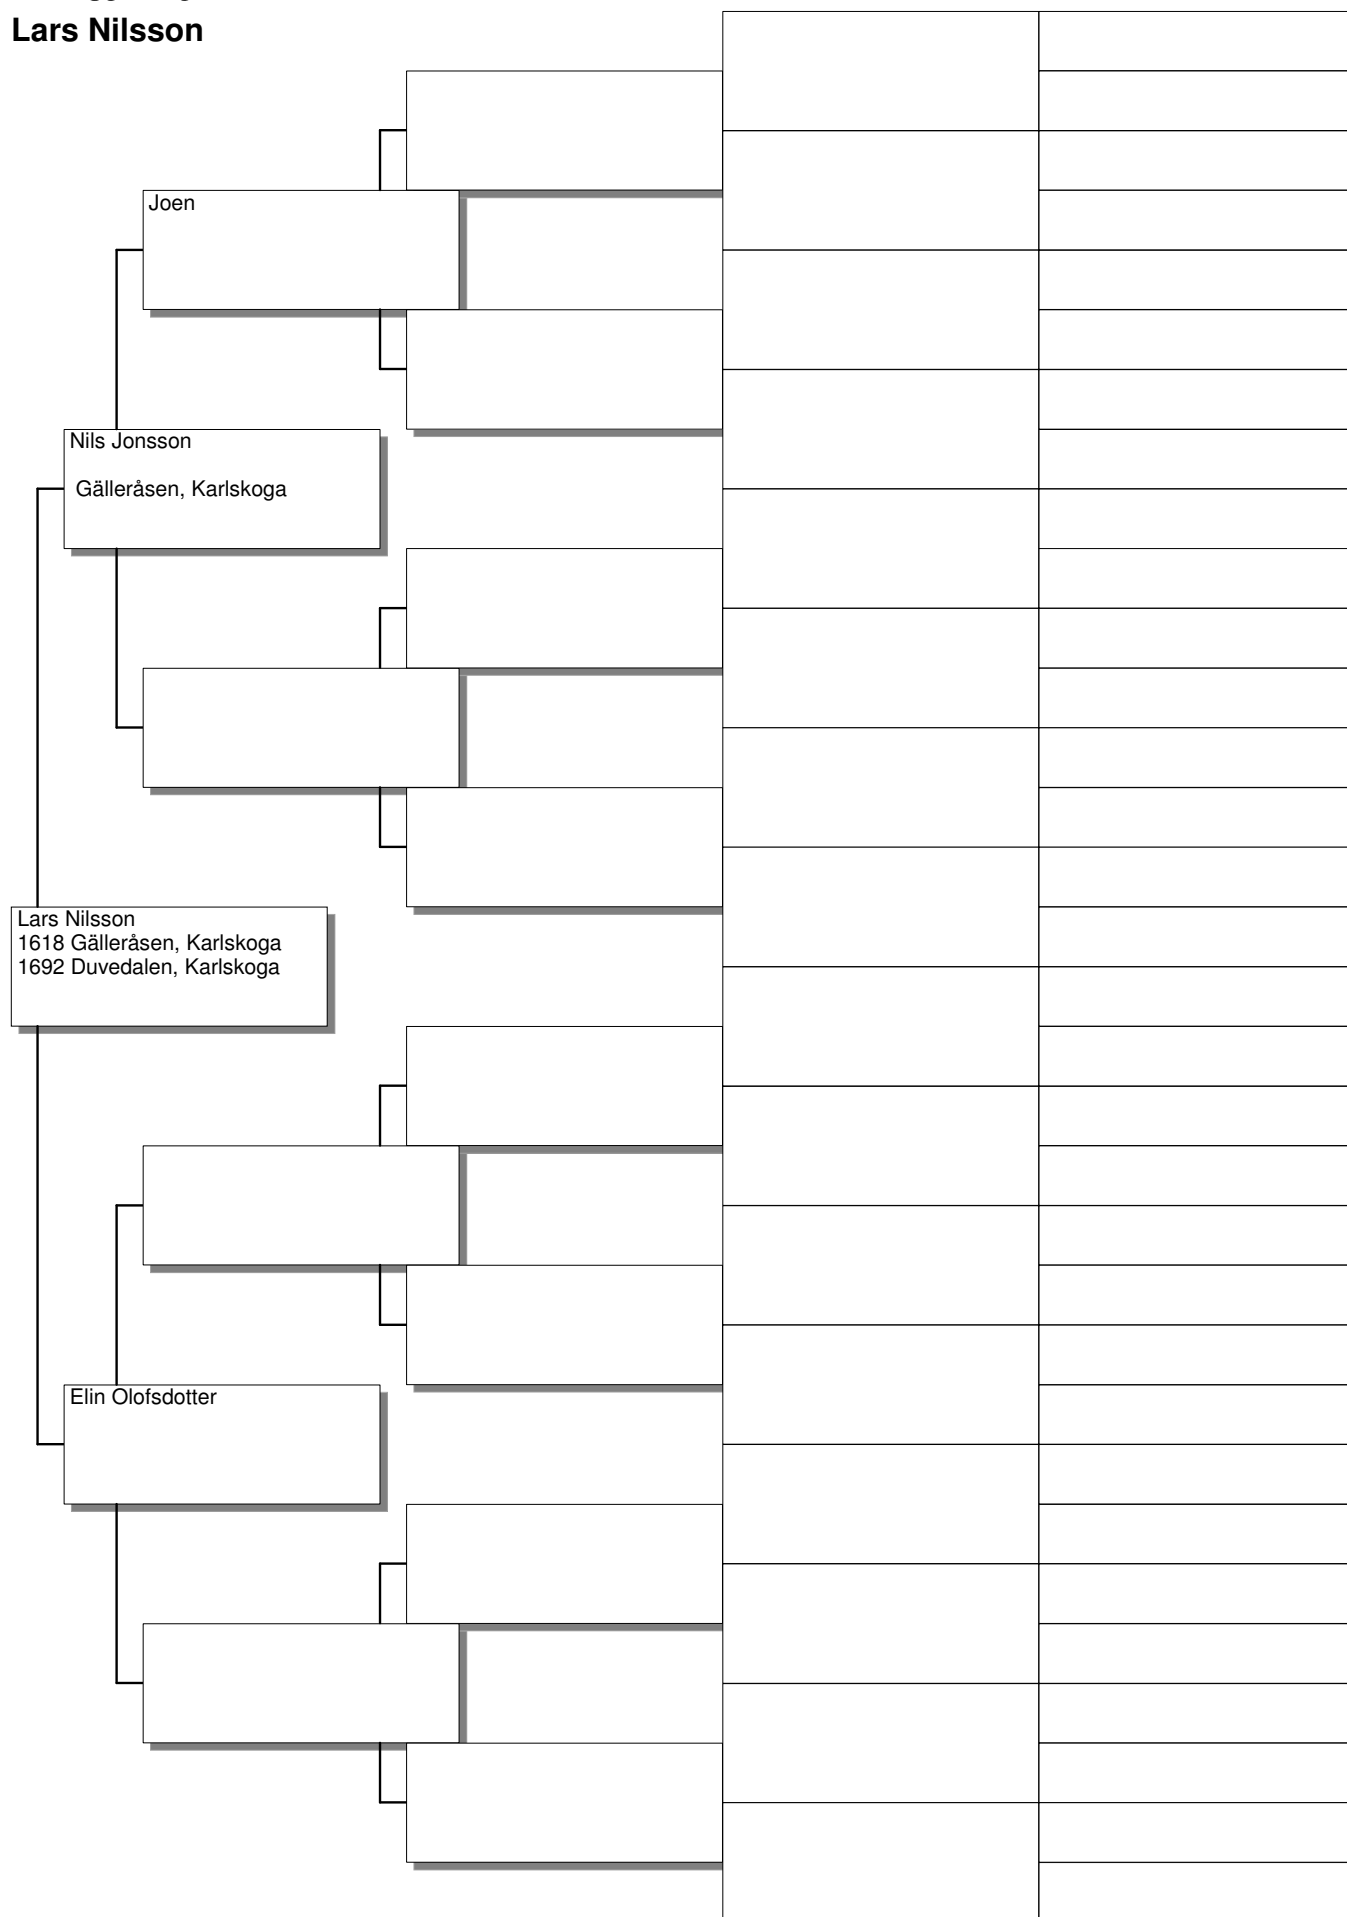 Lars Nilsson
Joen
Nils Jonsson
Gälleråsen, Karlskoga
Lars Nilsson
1618 Gälleråsen, Karlskoga
1692 Duvedalen, Karlskoga
Elin Olofsdotter